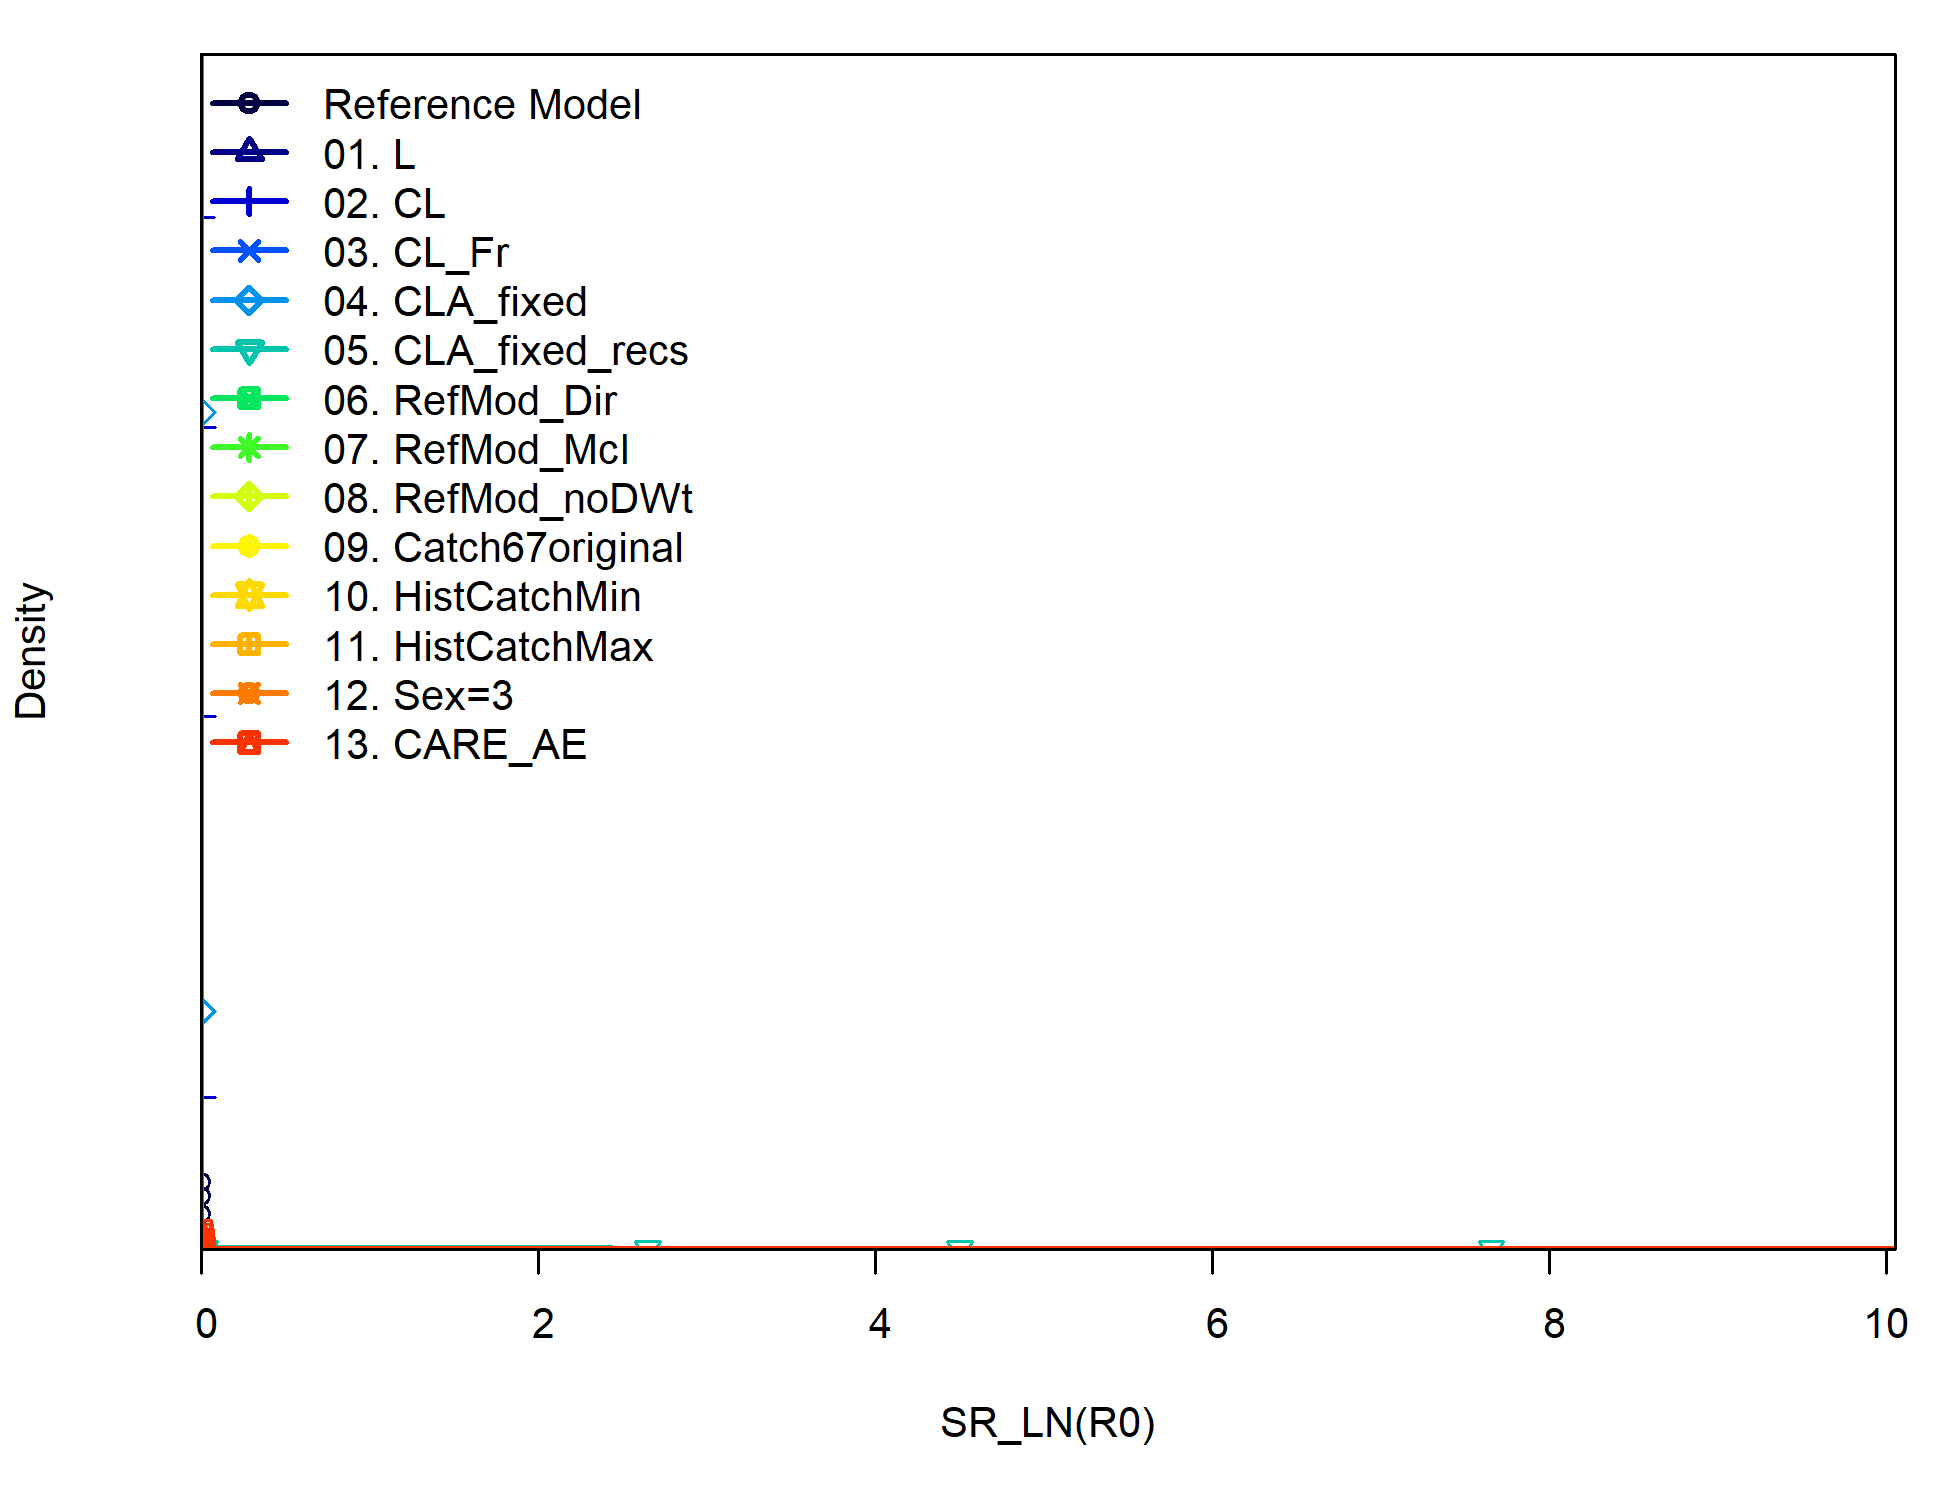 Reference Model
01. L
02. CL
03. CL_Fr
04. CLA_fixed
05. CLA_fixed_recs
06. RefMod_Dir
07. RefMod_McI
08. RefMod_noDWt
09. Catch67original
10. HistCatchMin
11. HistCatchMax
12. Sex=3
13. CARE_AE
Density
0 2 4 6 8 10
SR_LN(R0)